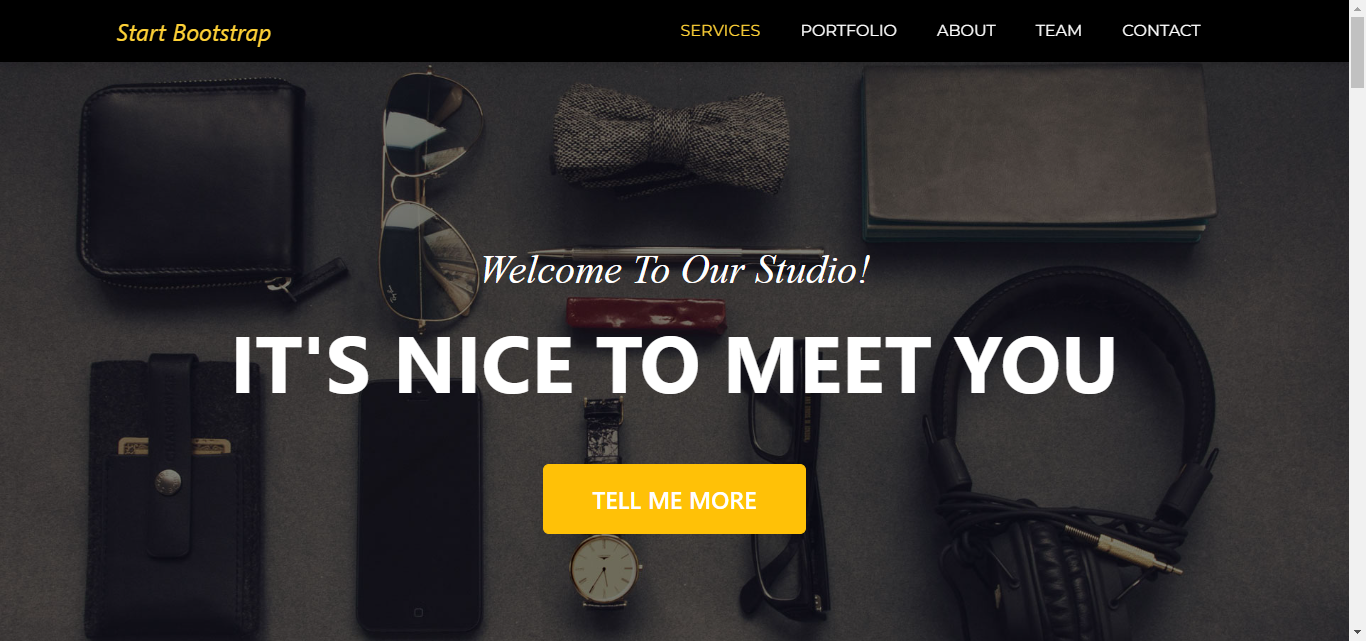 Start Bootstrap
SERVICES PORTFOLIO ABOUT TEAM CONTACT
Welcome To Our Studio!
IT'S NICE TO MEET YOU
TELL ME MORE